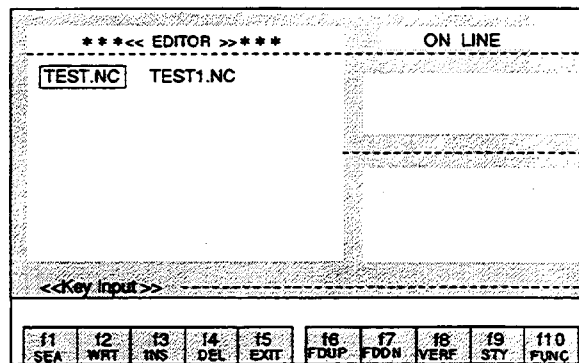 ***<< EDITOR >>*** ON LINE
TEST.NC TEST1.NC
<<Key Input>>
f1 f2 f3 f4 f5 f6 f7 f8 f9 f10
SEA WRT INS DEL EXIT FDUP FDDN VERF STY FUNC